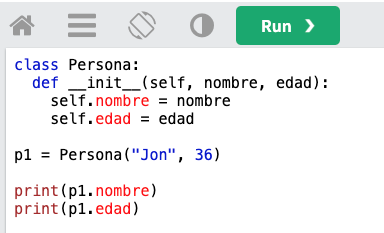 Run ❯
class Persona:
  def __init__(self, nombre, edad):
    self.nombre = nombre
    self.edad = edad

p1 = Persona("Jon", 36)

print(p1.nombre)
print(p1.edad)